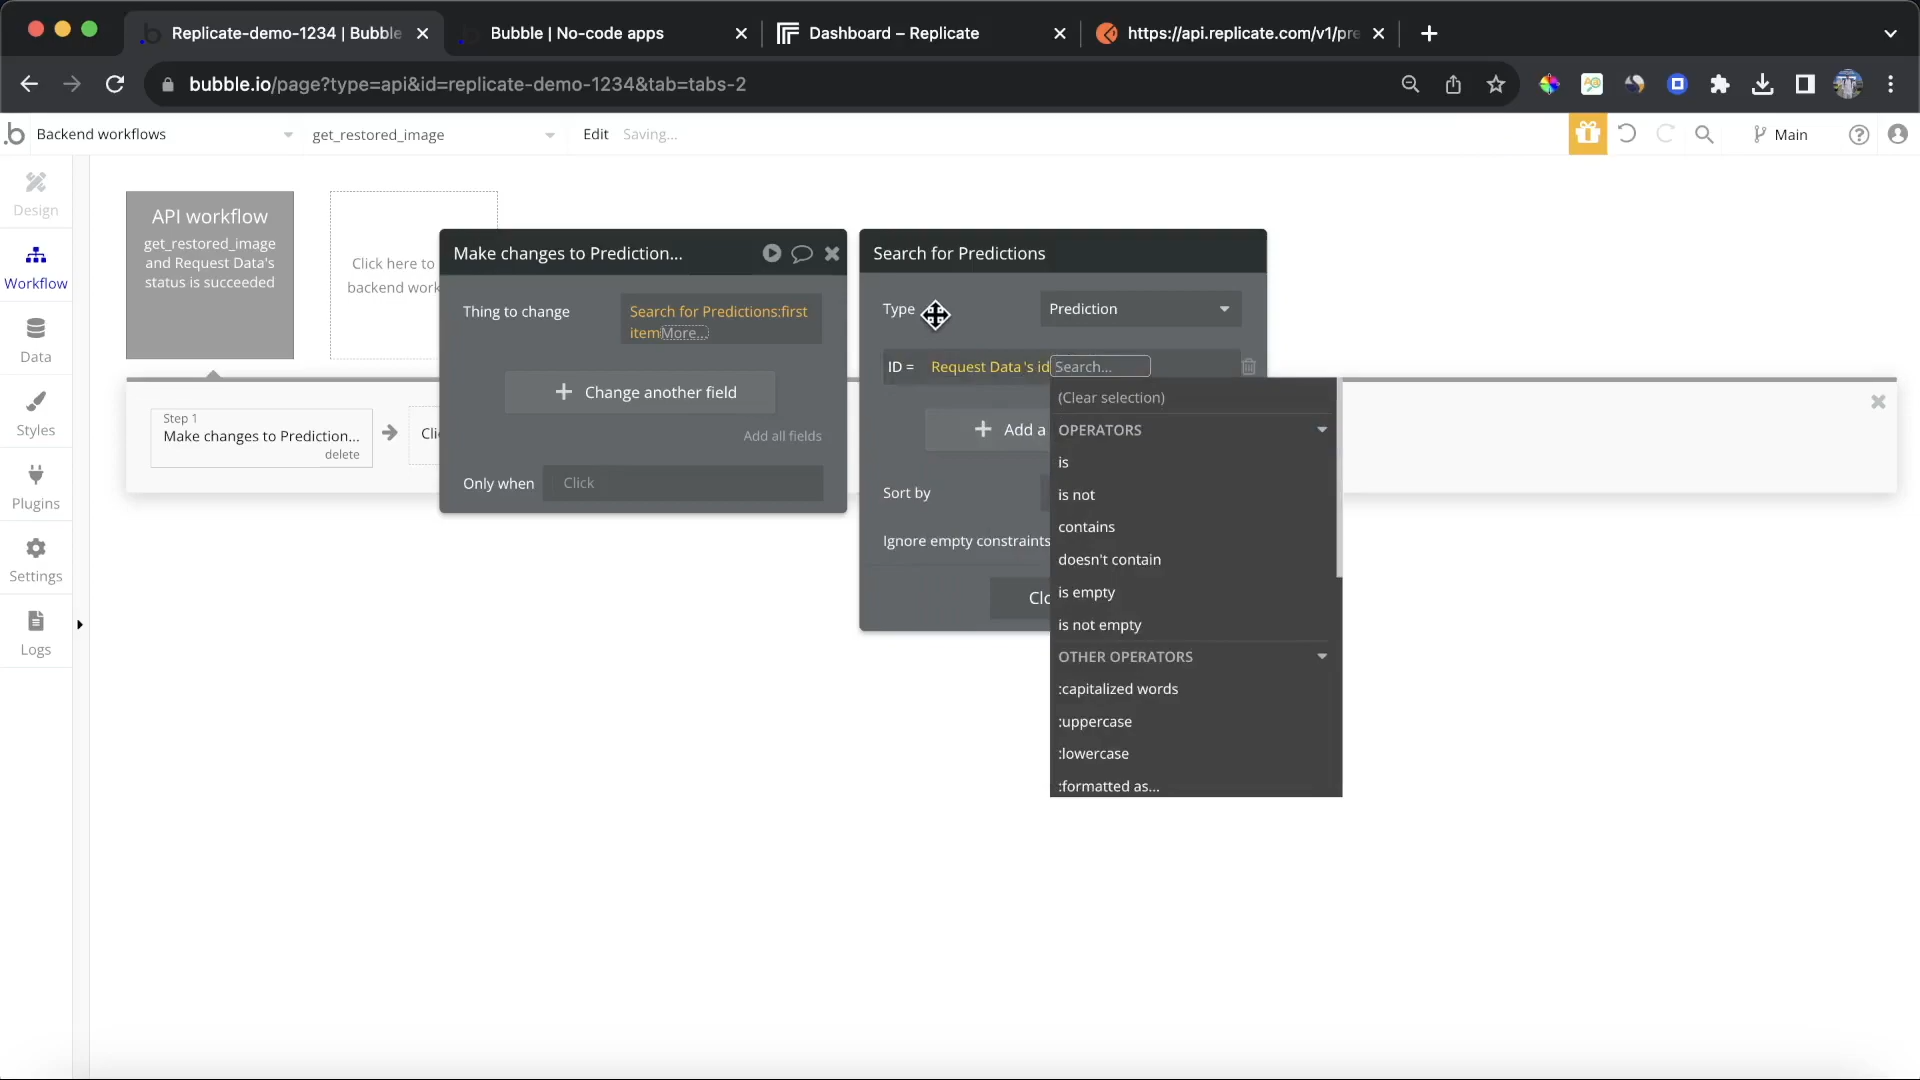 Replicate-demo-1234 | Bubble
Bubble | No-code apps
Dashboard – Replicate
https://api.replicate.com/v1/pre
bubble.io/page?type=api&id=replicate-demo-1234&tab=tabs-2
Backend workflows
get_restored_image
Edit
Saving...
Main
Design
Workflow
Data
Styles
Plugins
Settings
Logs
API workflow
get_restored_image
and Request Data's
status is succeeded
Click here to
backend work
Step 1
Make changes to Prediction...
delete
Clic
Make changes to Prediction...
Thing to change
Search for Predictions:first
itemMore...
Change another field
Add all fields
Only when
Click
Search for Predictions
Type
Prediction
ID =
Request Data's id
Search...
Add a
Sort by
Ignore empty constraints
Clo
(Clear selection)
OPERATORS
is
is not
contains
doesn't contain
is empty
is not empty
OTHER OPERATORS
:capitalized words
:uppercase
:lowercase
:formatted as...